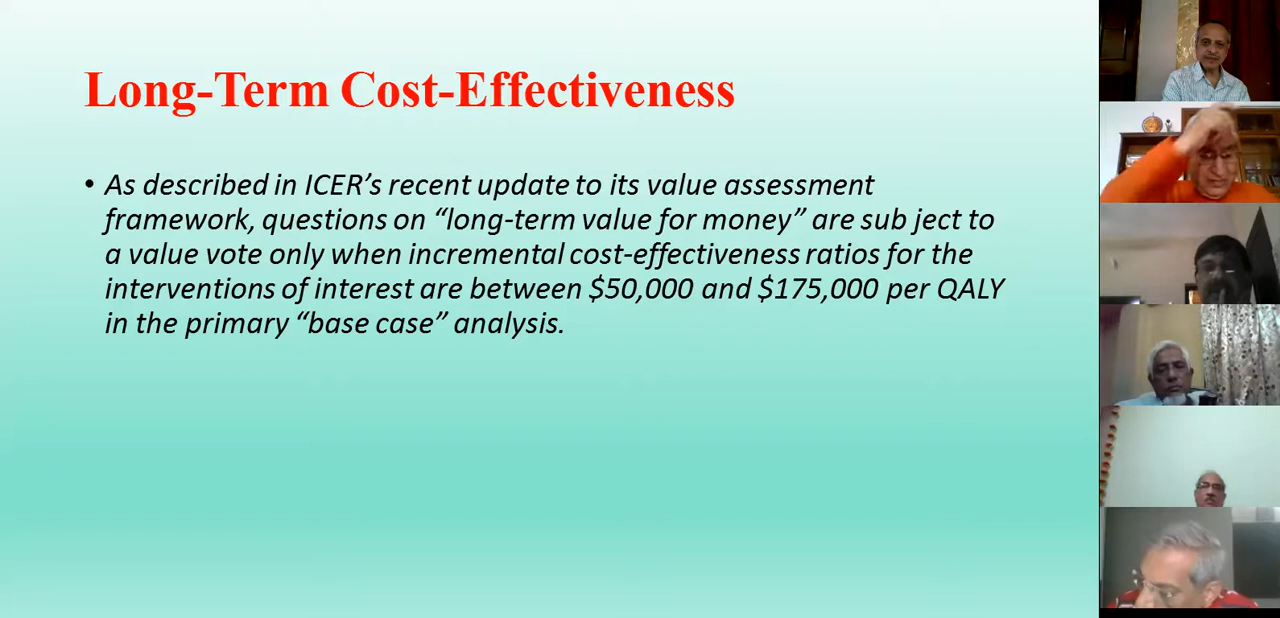 Long-Term Cost-Effectiveness
• As described in ICER’s recent update to its value assessment
framework, questions on “long-term value for money” are sub ject to
a value vote only when incremental cost-effectiveness ratios for the
interventions of interest are between $50,000 and $175,000 per QALY
in the primary “base case” analysis.